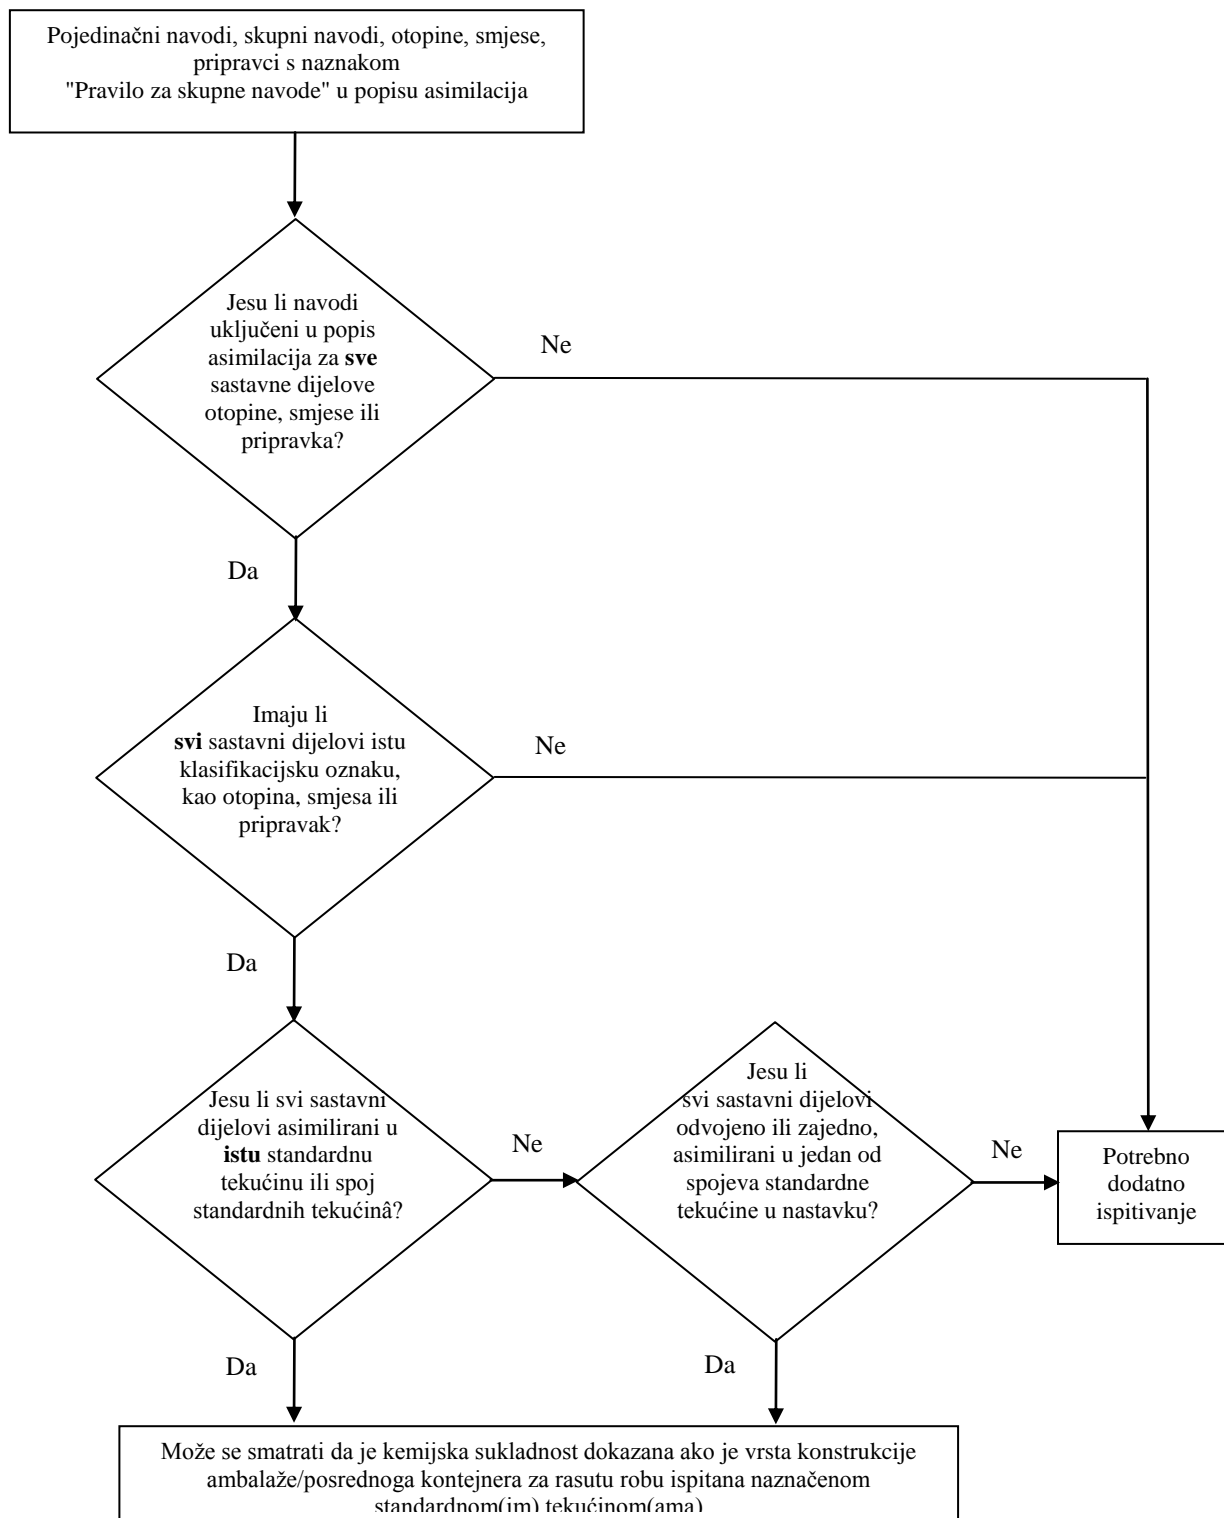 Pojedinačni navodi, skupni navodi, otopine, smjese,
pripravci s naznakom
"Pravilo za skupne navode" u popisu asimilacija
Jesu li navodi
uključeni u popis
asimilacija za sve
sastavne dijelove
otopine, smjese ili
pripravka?
Ne
Da
Imaju li
svi sastavni dijelovi istu
klasifikacijsku oznaku,
kao otopina, smjesa ili
pripravak?
Ne
Da
Jesu li svi sastavni
dijelovi asimilirani u
istu standardnu
tekućinu ili spoj
standardnih tekućinâ?
Ne
Jesu li
svi sastavni dijelovi
odvojeno ili zajedno,
asimilirani u jedan od
spojeva standardne
tekućine u nastavku?
Ne
Potrebno
dodatno
ispitivanje
Da
Da
Može se smatrati da je kemijska sukladnost dokazana ako je vrsta konstrukcije
ambalaže/posrednoga kontejnera za rasutu robu ispitana naznačenom
standardnom(im) tekućinom(ama)